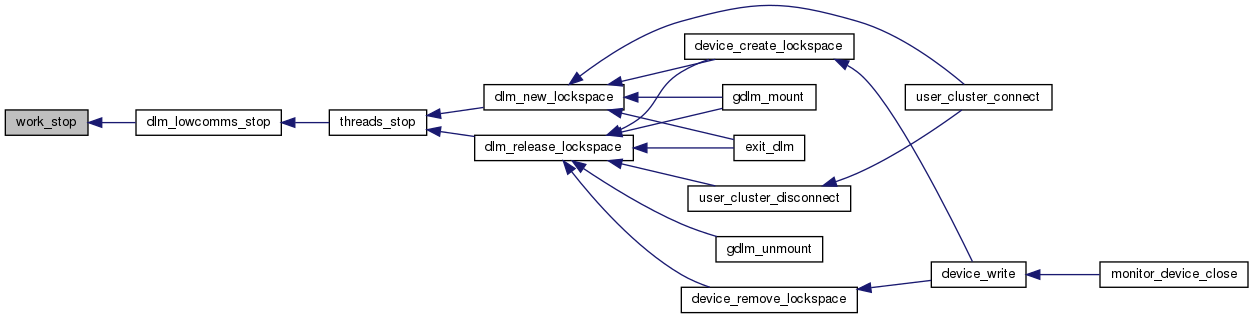 work_stop
dlm_lowcomms_stop
threads_stop
dlm_new_lockspace
dlm_release_lockspace
device_create_lockspace
gdlm_mount
exit_dlm
user_cluster_disconnect
gdlm_unmount
device_remove_lockspace
user_cluster_connect
device_write
monitor_device_close